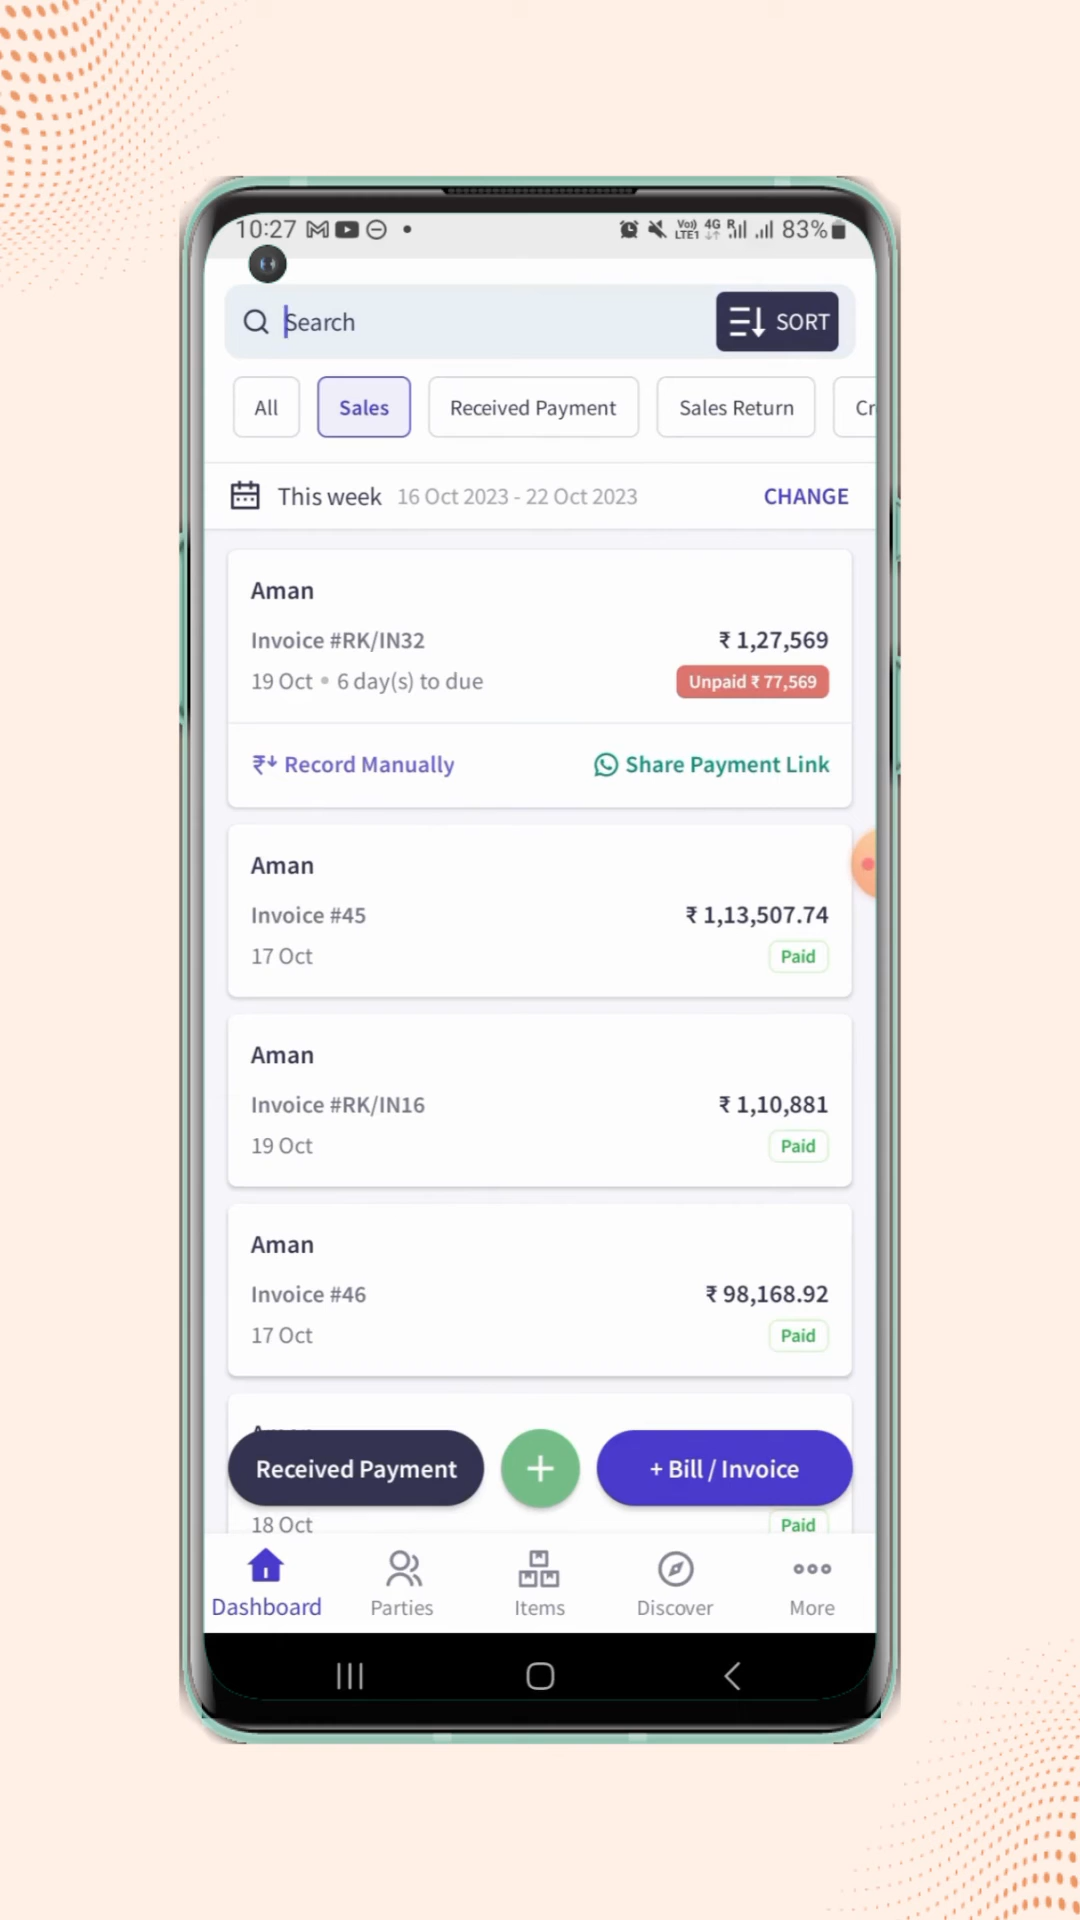 10:27 Vo)) LTE1 4G R 83%
Search SORT
All Sales Received Payment Sales Return Cr
This week 16 Oct 2023 - 22 Oct 2023 CHANGE
Aman
Invoice #RK/IN32 ₹ 1,27,569
19 Oct • 6 day(s) to due Unpaid ₹ 77,569
₹ Record Manually Share Payment Link
Aman
Invoice #45 ₹ 1,13,507.74
17 Oct Paid
Aman
Invoice #RK/IN16 ₹ 1,10,881
19 Oct Paid
Aman
Invoice #46 ₹ 98,168.92
17 Oct Paid
Received Payment + + Bill / Invoice
18 Oct Paid
Dashboard Parties Items Discover More